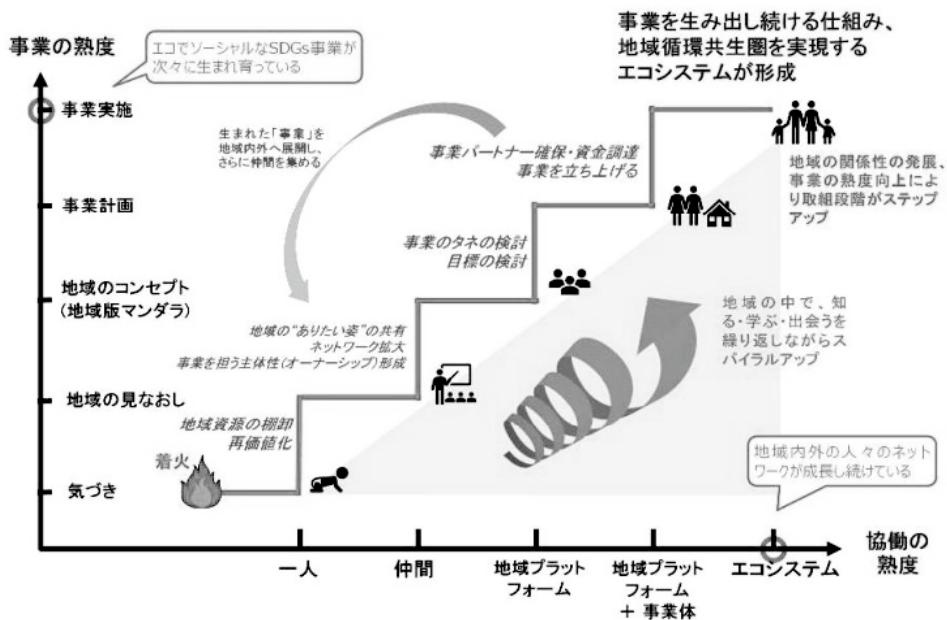 事業を生み出し続ける仕組み、
地域循環共生圏を実現する
エコシステムが形成
事業の熟度
エコでソーシャルなSDGs事業が
次々に生まれ育っている
事業実施
生まれた「事業」を
地域内外へ展開し、
さらに仲間を集める
事業パートナー確保・資金調達
事業を立ち上げる
地域の関係性の発展、
事業の熟度向上によ
り取組段階がステップ
アップ
事業計画
事業のタネの検討
目標の検討
地域のコンセプト
(地域版マンダラ)
地域の中で、知
る・学ぶ・出会うを
繰り返しながらス
パイラルアップ
地域の“ありたい姿”の共有
ネットワーク拡大
事業を担う主体性(オーナーシップ)形成
地域の見なおし
地域資源の棚卸
再価値化
着火
気づき
地域内外の人々のネット
ワークが成長し続けている
一人
仲間
地域プラット
フォーム
地域プラット
フォーム
+ 事業体
エコシステム
協働の
熟度